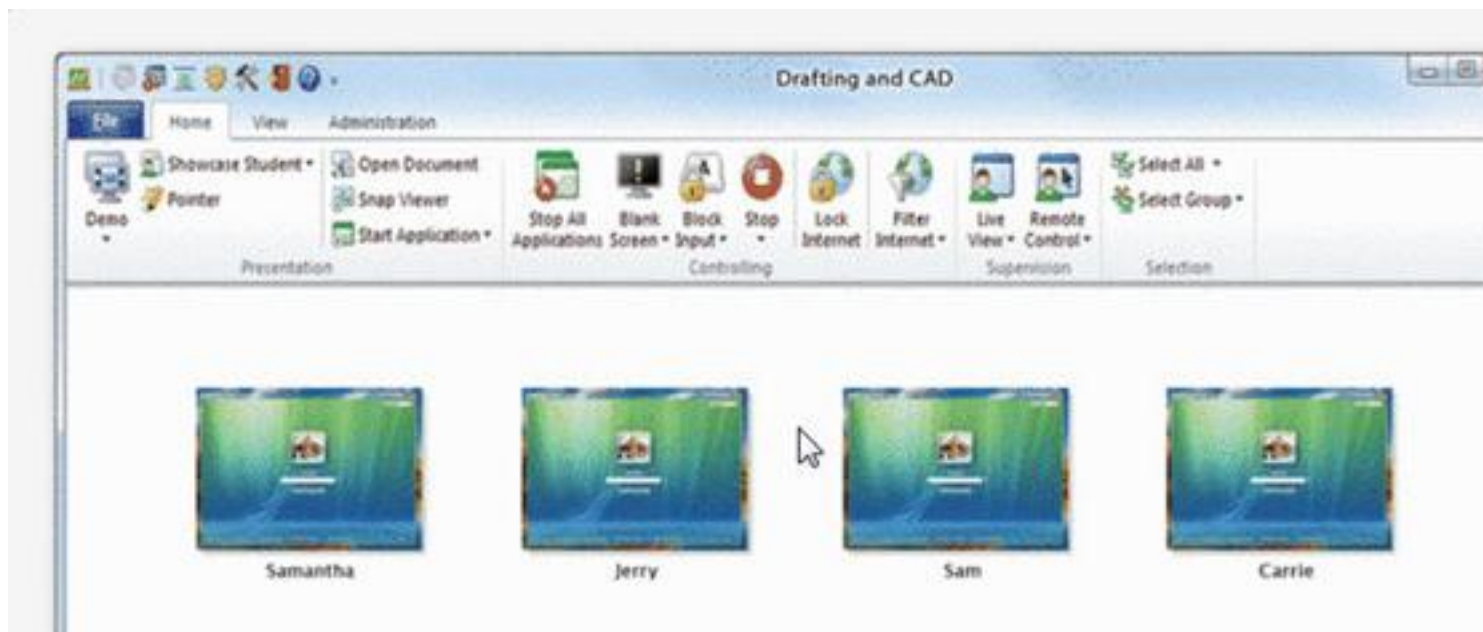 Drafting and CAD
File Home View Administration
Demo
Showcase Student
Pointer
Open Document
Snap Viewer
Start Application
Stop All
Applications
Blank
Screen
Block
Input
Stop
Lock
Internet
Filter
Internet
Live
View
Remote
Control
Select All
Select Group
Presentation Controlling Supervision Selection
Samantha Jerry Sam Carrie